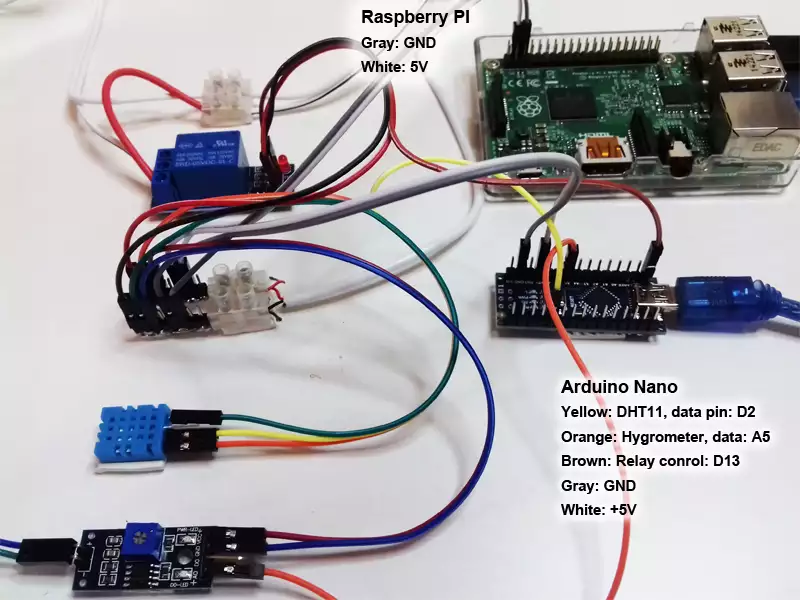 Raspberry PI
Gray: GND
White: 5V
EDAC
Arduino Nano
Yellow: DHT11, data pin: D2
Orange: Hygrometer, data: A5
Brown: Relay conrol: D13
Gray: GND
White: +5V